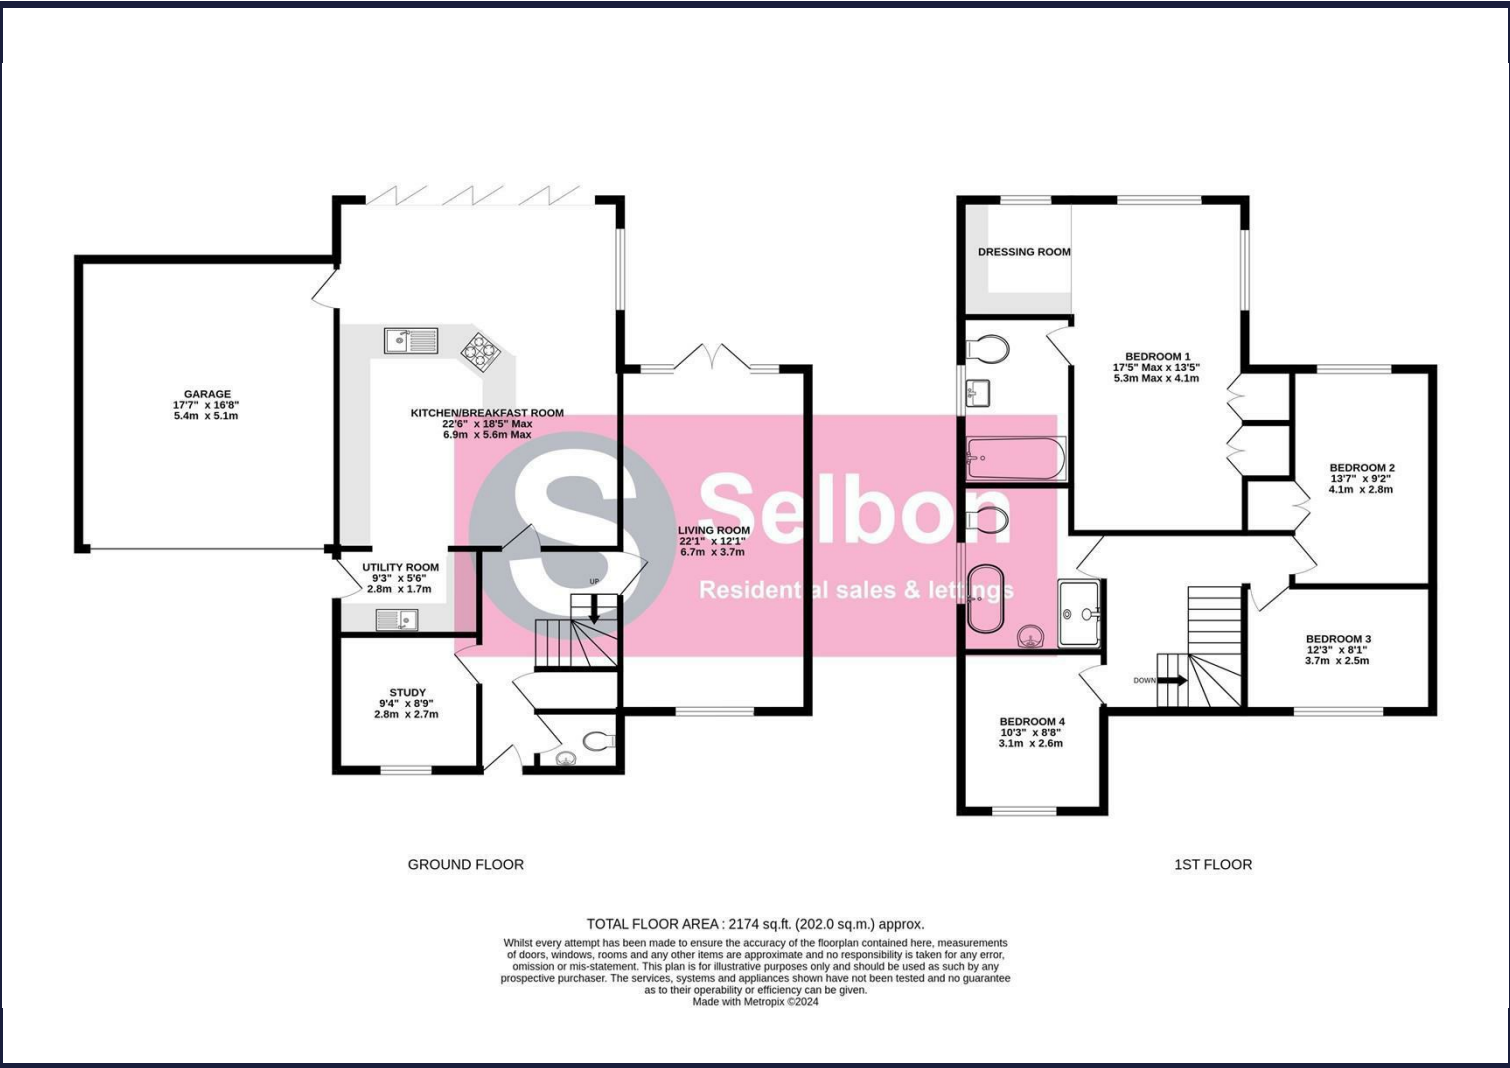 GARAGE
17'7" x 16'8"
5.4m x 5.1m
KITCHEN/BREAKFAST ROOM
22'6" x 18'5" Max
6.9m x 5.6m Max
UTILITY ROOM
9'3" x 5'6"
2.8m x 1.7m
STUDY
9'4" x 8'9"
2.8m x 2.7m
UP
LIVING ROOM
22'1" x 12'1"
6.7m x 3.7m
S
Selbon
Residential sales & lettings
DRESSING ROOM
BEDROOM 1
17'5" Max x 13'5"
5.3m Max x 4.1m
BEDROOM 2
13'7" x 9'2"
4.1m x 2.8m
BEDROOM 3
12'3" x 8'1"
3.7m x 2.5m
DOWN
BEDROOM 4
10'3" x 8'8"
3.1m x 2.6m
GROUND FLOOR
1ST FLOOR
TOTAL FLOOR AREA : 2174 sq.ft. (202.0 sq.m.) approx.
Whilst every attempt has been made to ensure the accuracy of the floorplan contained here, measurements
of doors, windows, rooms and any other items are approximate and no responsibility is taken for any error,
omission or mis-statement. This plan is for illustrative purposes only and should be used as such by any
prospective purchaser. The services, systems and appliances shown have not been tested and no guarantee
as to their operability or efficiency can be given.
Made with Metropix ©2024